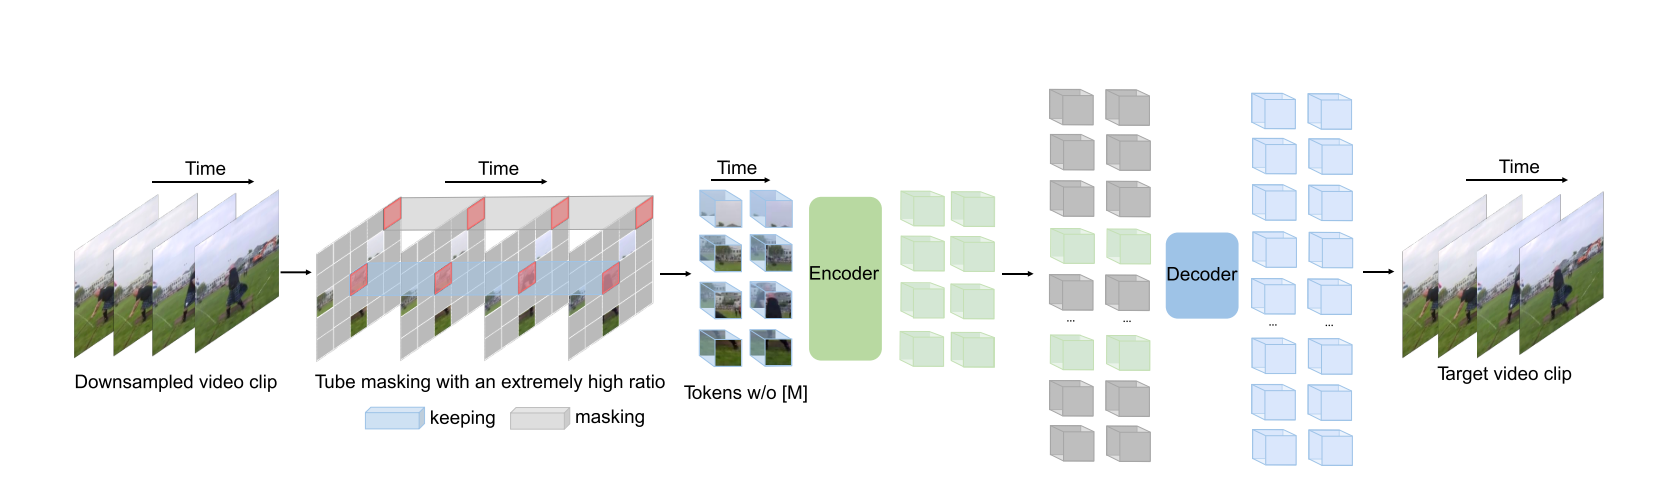 Time
Time
Time
Time
Encoder
Decoder
...
...
...
...
Downsampled video clip
Tube masking with an extremely high ratio
Tokens w/o [M]
Target video clip
keeping
masking